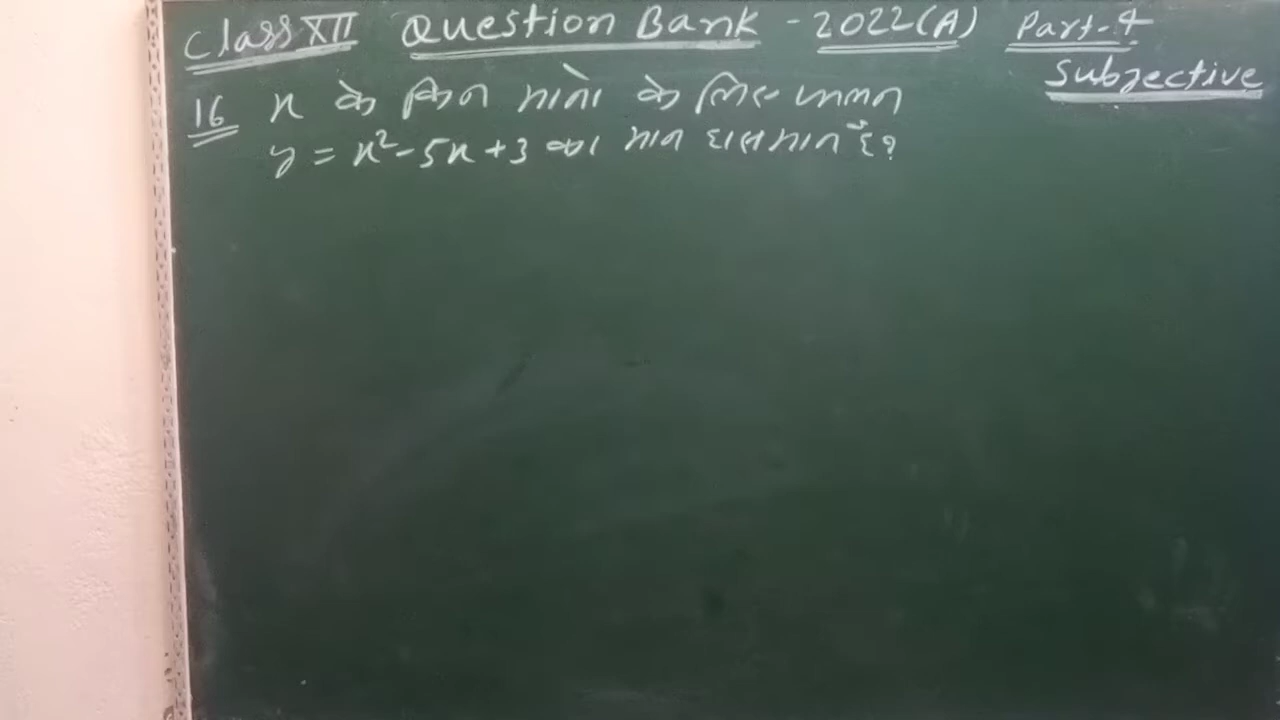 Class XII Question Bank - 2022(A) Part-4
Subjective
16 x के किन मानों के लिए फलन
y = x² - 5x + 3 का मान ह्रासमान है?